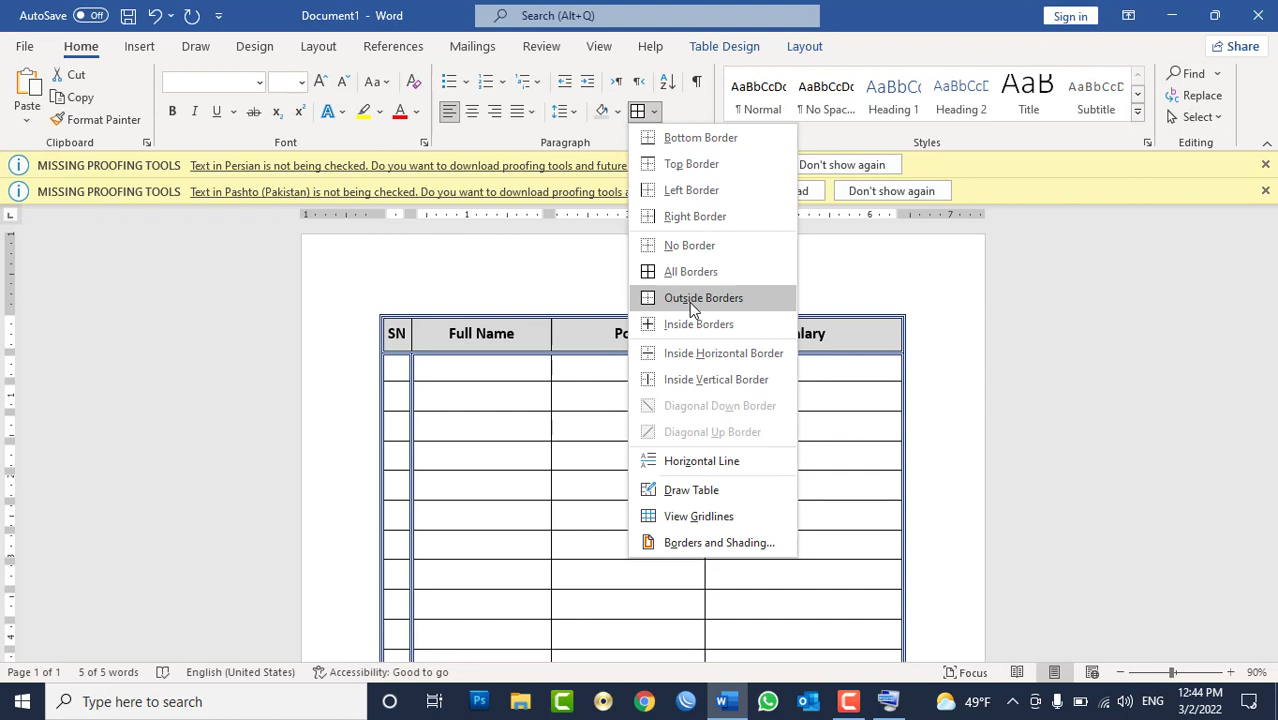 AutoSave Off Document1 - Word Search (Alt+Q) Sign in
File Home Insert Draw Design Layout References Mailings Review View Help Table Design Layout Share
Paste Cut Copy Format Painter
Clipboard Font Paragraph Styles Editing
AaBbCcDc AaBbCcDc AaBbCc AaBbCcC AaB AaBbCcC
¶ Normal ¶ No Spac... Heading 1 Heading 2 Title Subtitle
Find Replace Select
MISSING PROOFING TOOLS Text in Persian is not being checked. Do you want to download proofing tools and future Don't show again
MISSING PROOFING TOOLS Text in Pashto (Pakistan) is not being checked. Do you want to download proofing tools a ad Don't show again
Bottom Border
Top Border
Left Border
Right Border
No Border
All Borders
Outside Borders
Inside Borders
Inside Horizontal Border
Inside Vertical Border
Diagonal Down Border
Diagonal Up Border
Horizontal Line
Draw Table
View Gridlines
Borders and Shading...
SN Full Name Po alary
Page 1 of 1 5 of 5 words English (United States) Accessibility: Good to go Focus 90%
Type here to search 49°F ENG 12:44 PM
3/2/2022